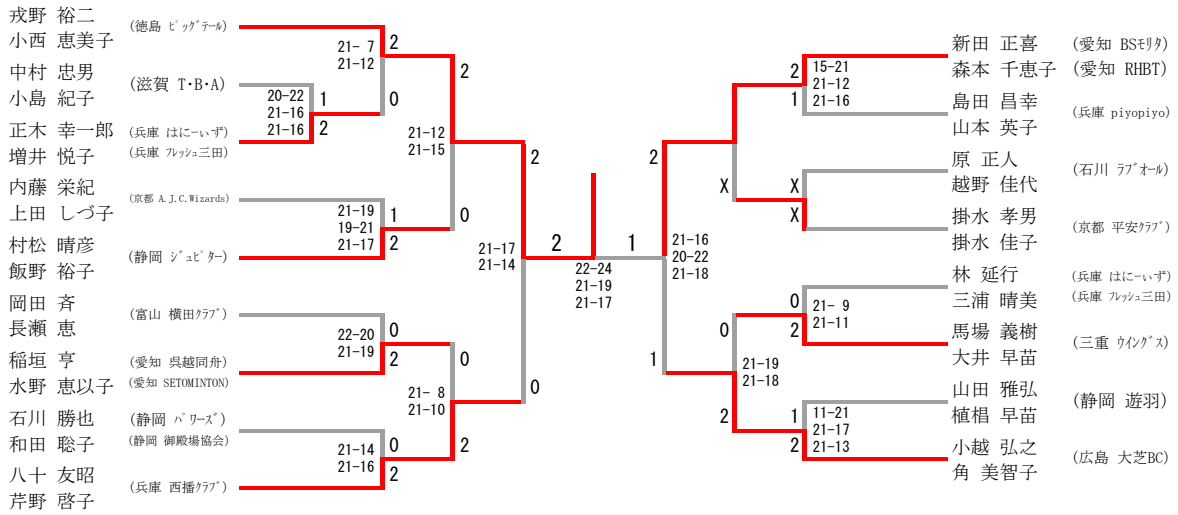 戎野 裕二
小西 恵美子
(徳島 ビッグテール)
中村 忠男
小島 紀子
(滋賀 T・B・A)
正木 幸一郎
増井 悦子
(兵庫 はにーいず)
(兵庫 フレッシュ三田)
内藤 栄紀
上田 しづ子
(京都 A.J.C.Wizards)
村松 晴彦
飯野 裕子
(静岡 ジュピター)
岡田 斉
長瀬 恵
(富山 横田クラブ)
稲垣 亨
水野 恵以子
(愛知 呉越同舟)
(愛知 SETOMINTON)
石川 勝也
和田 聡子
(静岡 パワーズ)
(静岡 御殿場協会)
八十 友昭
芹野 啓子
(兵庫 西播クラブ)
20-22
21-16
21-16
1
2
21- 7
21-12
2
0
21-19
19-21
21-17
1
2
22-20
21-19
0
2
21-14
21-16
0
2
21-12
21-15
2
0
21- 8
21-10
0
2
21-17
21-14
2
0
2
1
22-24
21-19
21-17
2
1
21-16
20-22
21-18
X
0
2
21-19
21-18
2
1
15-21
21-12
21-16
X
X
0
2
21- 9
21-11
1
2
11-21
21-17
21-13
新田 正喜
森本 千恵子
(愛知 BSモリタ)
(愛知 RHBT)
島田 昌幸
山本 英子
(兵庫 piyopiyo)
原 正人
越野 佳代
(石川 ラブオール)
掛水 孝男
掛水 佳子
(京都 平安クラブ)
林 延行
三浦 晴美
(兵庫 はにーいず)
(兵庫 フレッシュ三田)
馬場 義樹
大井 早苗
(三重 ウイングス)
山田 雅弘
植椙 早苗
(静岡 遊羽)
小越 弘之
角 美智子
(広島 大芝BC)